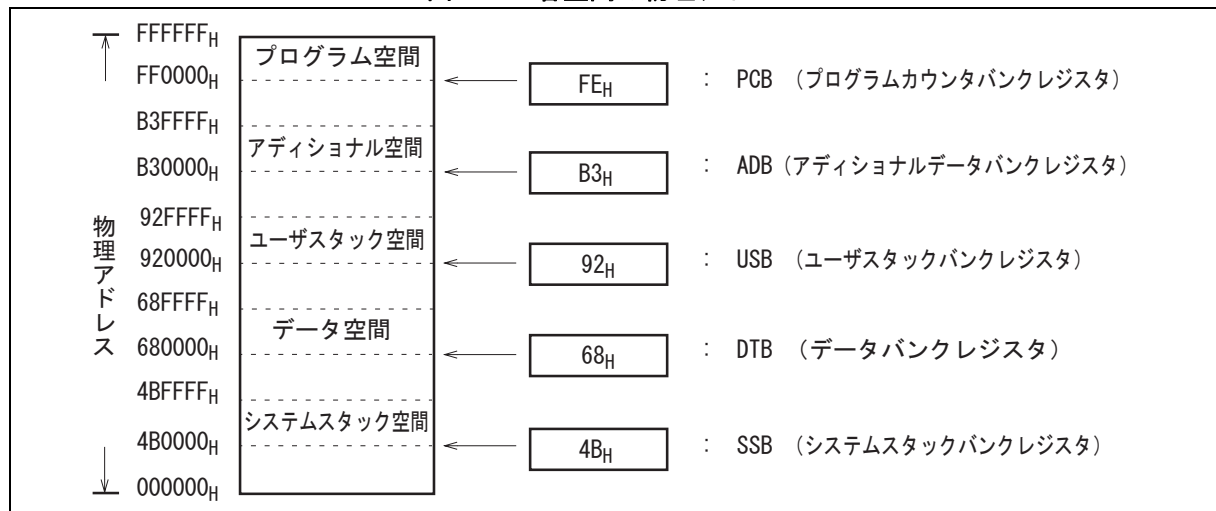 FFFFFFH
プログラム空間
FF0000H
FEH : PCB (プログラムカウンタバンクレジスタ)
B3FFFFH
アディショナル空間
B30000H
B3H : ADB (アディショナルデータバンクレジスタ)
92FFFFH
ユーザスタック空間
920000H
92H : USB (ユーザスタックバンクレジスタ)
68FFFFH
データ空間
680000H
68H : DTB (データバンクレジスタ)
4BFFFFH
システムスタック空間
4B0000H
4BH : SSB (システムスタックバンクレジスタ)
000000H
物理アドレス